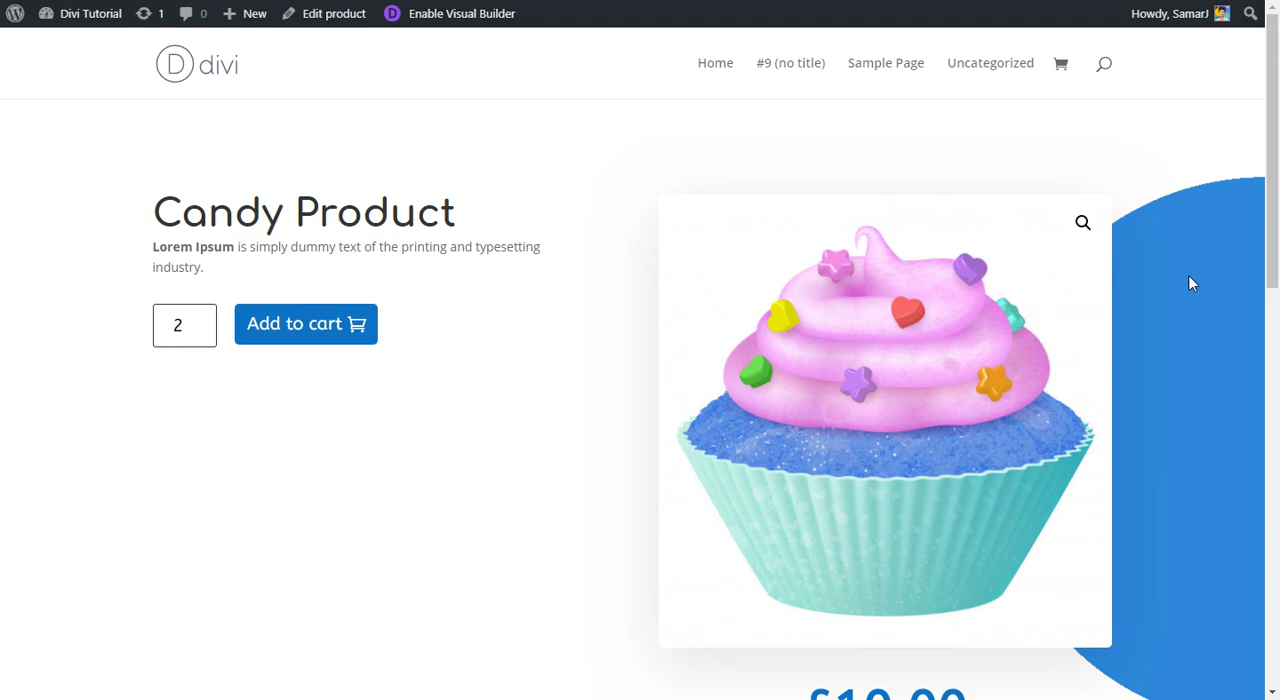 Divi Tutorial 1 0 New Edit product D Enable Visual Builder Howdy, SamarJ
D divi Home #9 (no title) Sample Page Uncategorized
Candy Product
Lorem Ipsum is simply dummy text of the printing and typesetting
industry.
2 Add to cart